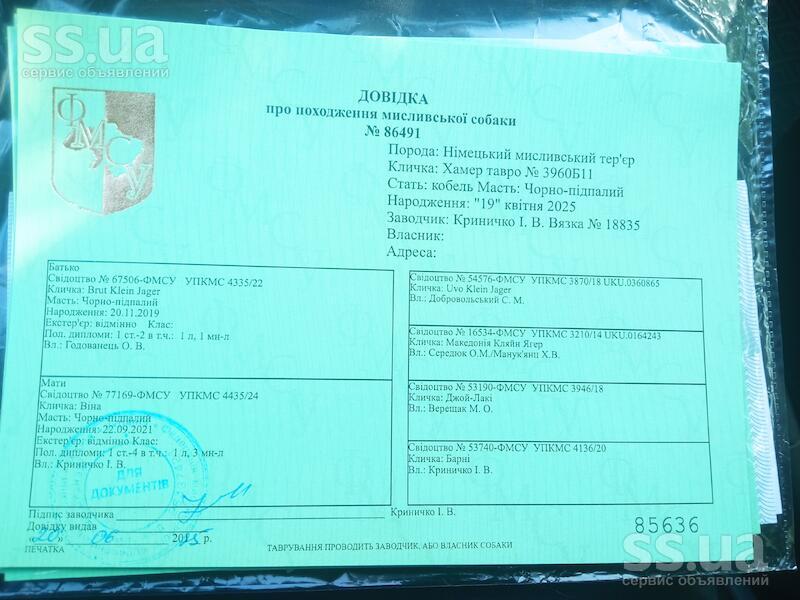 ss.ua
сервис объявлений
ФМСУ
ДОВІДКА
про походження мисливської собаки
№ 86491
Порода: Німецький мисливський тер'єр
Кличка: Хамер тавро № 3960Б11
Стать: кобель Масть: Чорно-підпалий
Народження: "19" квітня 2025
Заводчик: Криничко І. В. Вязка № 18835
Власник:
Адреса:
Батько
Свідоцтво № 67506-ФМСУ УПКМС 4335/22
Кличка: Brut Klein Jager
Масть: Чорно-підпалий
Народження: 20.11.2019
Екстер'єр: відмінно Клас:
Пол. дипломи: 1 ст.-2 в т.ч.: 1 л, 1 мн-л
Вл.: Годованець О. В.
Мати
Свідоцтво № 77169-ФМСУ УПКМС 4435/24
Кличка: Віна
Масть: Чорно-підпалий
Народження: 22.09.2021
Екстер'єр: відмінно Клас:
Пол. дипломи: 1 ст.-4 в т.ч.: 1 л, 3 мн-л
Вл.: Криничко І. В.
Свідоцтво № 54576-ФМСУ УПКМС 3870/18 UKU.0360865
Кличка: Uvo Klein Jager
Вл.: Добровольський С. М.
Свідоцтво № 16534-ФМСУ УПКМС 3210/14 UKU.0164243
Кличка: Македонія Кляйн Ягер
Вл.: Середюк О.М./Манук'янц Х.В.
Свідоцтво № 53190-ФМСУ УПКМС 3946/18
Кличка: Джой-Лакі
Вл.: Верещак М. О.
Свідоцтво № 53740-ФМСУ УПКМС 4136/20
Кличка: Барні
Вл.: Криничко І. В.
ДЛЯ
ДОКУМЕНТІВ
Підпис заводчика Криничко І. В.
Довідку видав
"20" 06 2025 р.
85636
ПЕЧАТКА
ТАВРУВАННЯ ПРОВОДИТЬ ЗАВОДЧИК, АБО ВЛАСНИК СОБАКИ
ss.ua
сервис объявлений